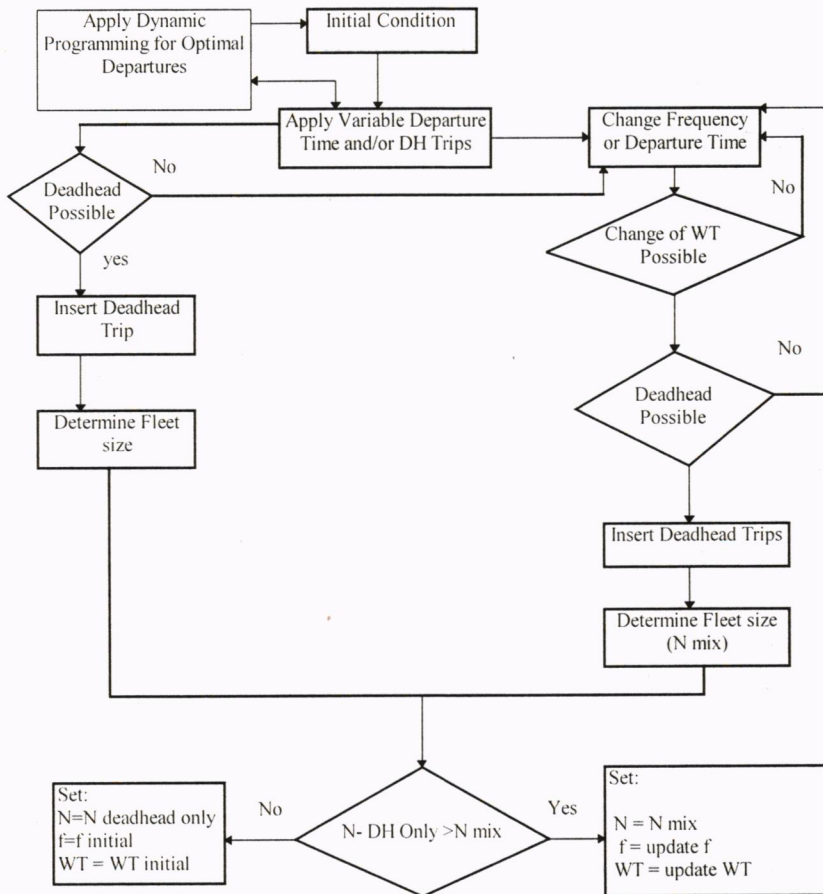 Apply Dynamic
Programming for Optimal
Departures
Initial Condition
Apply Variable Departure
Time and/or DH Trips
Change Frequency
or Departure Time
No
No
Deadhead
Possible
Change of WT
Possible
yes
Insert Deadhead
Trip
No
Deadhead
Possible
Determine Fleet
size
Insert Deadhead Trips
Determine Fleet size
(N mix)
Set:
N=N deadhead only
f=f initial
WT = WT initial
No
N- DH Only >N mix
Yes
Set:
N = N mix
f = update f
WT = update WT